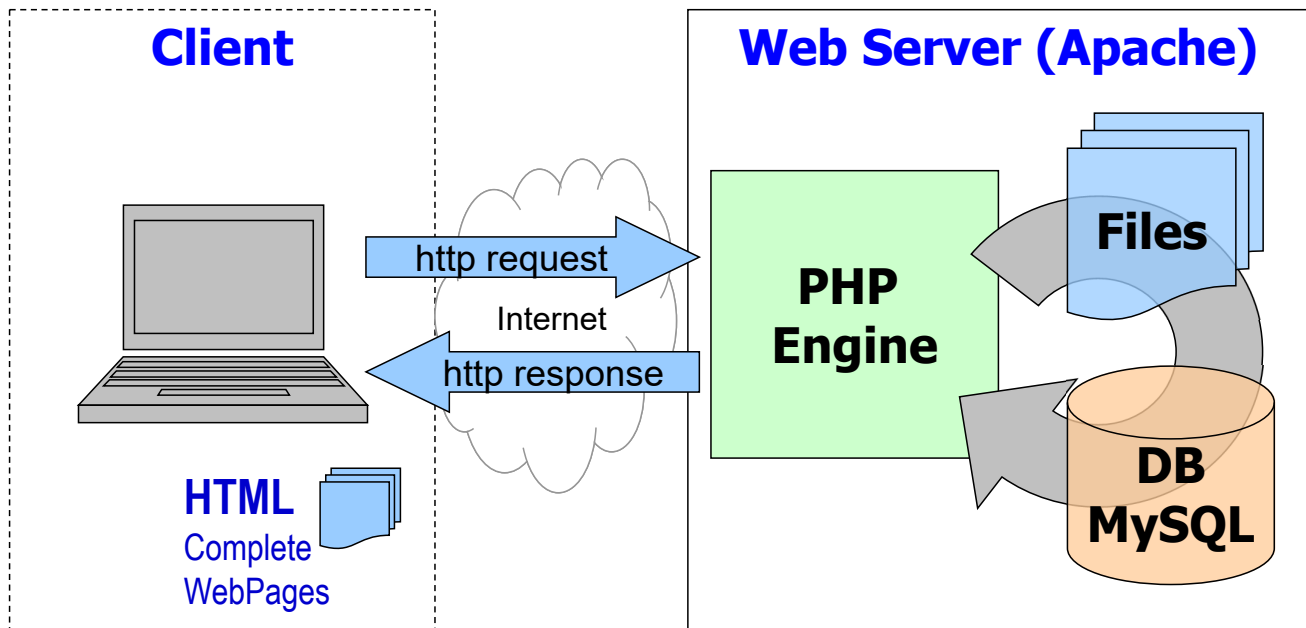 Client
Web Server (Apache)
http request
Internet
http response
PHP
Engine
Files
DB
MySQL
HTML
Complete
WebPages